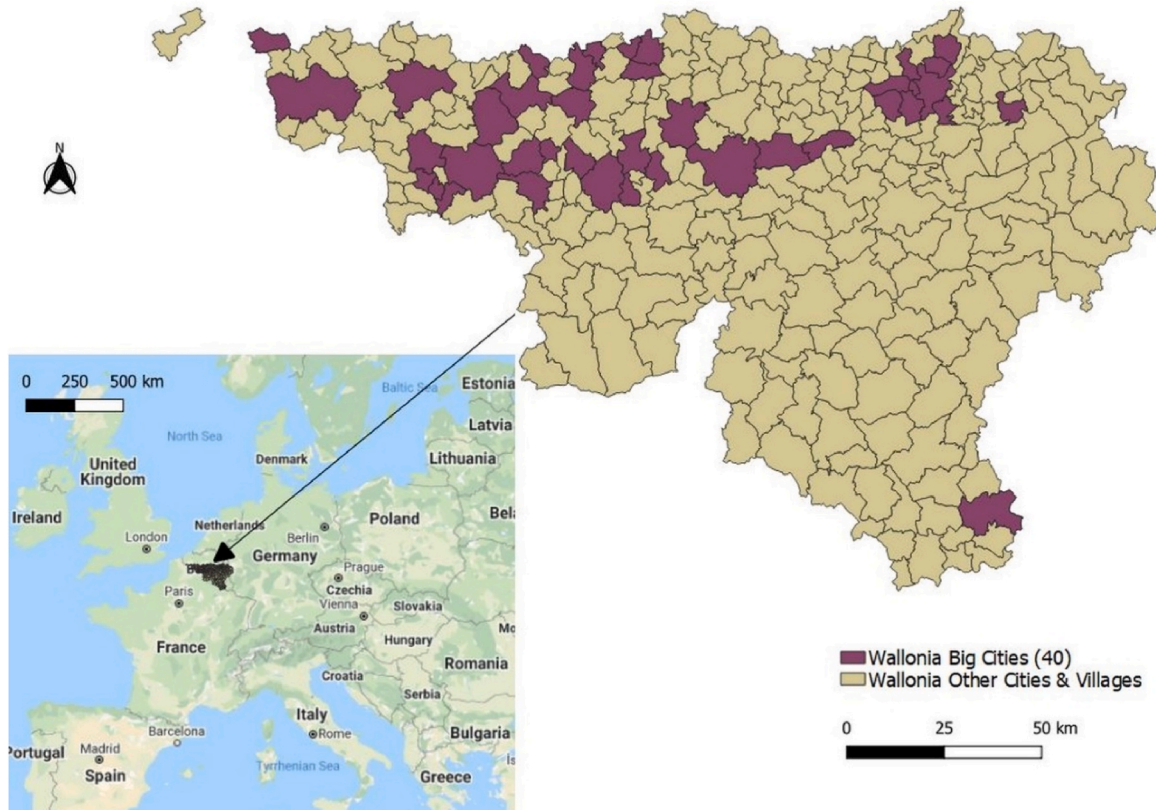 N
0 250 500 km
Baltic Sea
Estonia
North Sea
Latvia
Denmark
Lithuania
United
Kingdom
Ireland
Netherlands
Poland
London
Berlin
Germany
Prague
Paris
Czechia
Vienna
Slovakia
France
Austria
Hungary
Romania
Croatia
Serbia
Italy
Barcelona
Rome
Bulgaria
Portugal
Madrid
Spain
Tyrrhenian Sea
Greece
Wallonia Big Cities (40)
Wallonia Other Cities & Villages
0 25 50 km